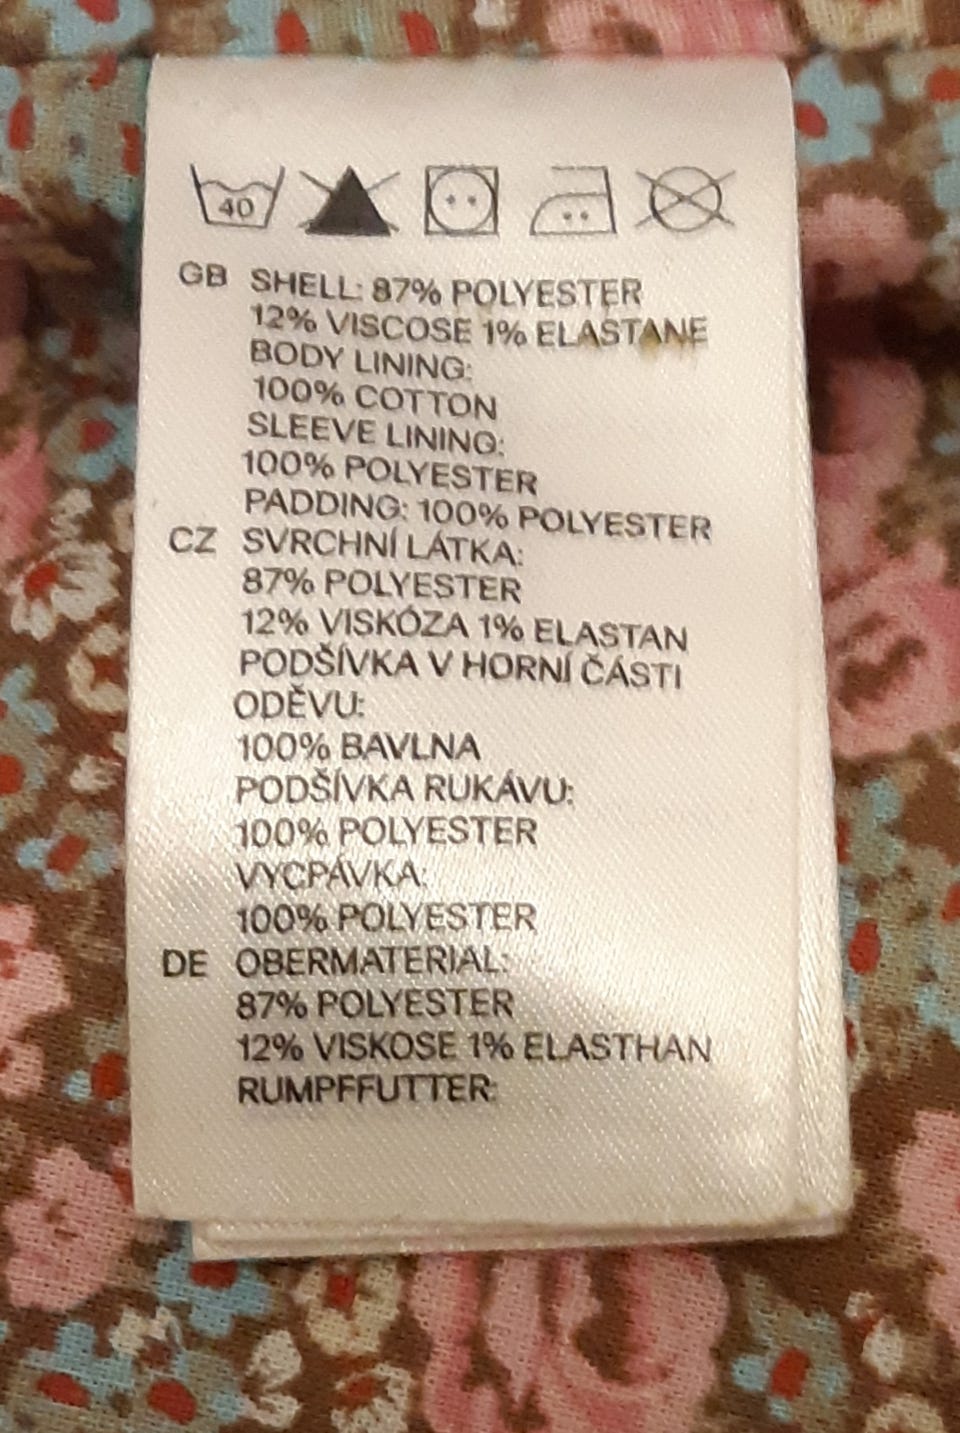 40
GB SHELL: 87% POLYESTER
12% VISCOSE 1% ELASTANE
BODY LINING:
100% COTTON
SLEEVE LINING:
100% POLYESTER
PADDING: 100% POLYESTER
CZ SVRCHNÍ LÁTKA:
87% POLYESTER
12% VISKÓZA 1% ELASTAN
PODŠÍVKA V HORNÍ ČÁSTI
ODĚVU:
100% BAVLNA
PODŠÍVKA RUKÁVU:
100% POLYESTER
VYCPÁVKA:
100% POLYESTER
DE OBERMATERIAL:
87% POLYESTER
12% VISKOSE 1% ELASTHAN
RUMPFFUTTER: